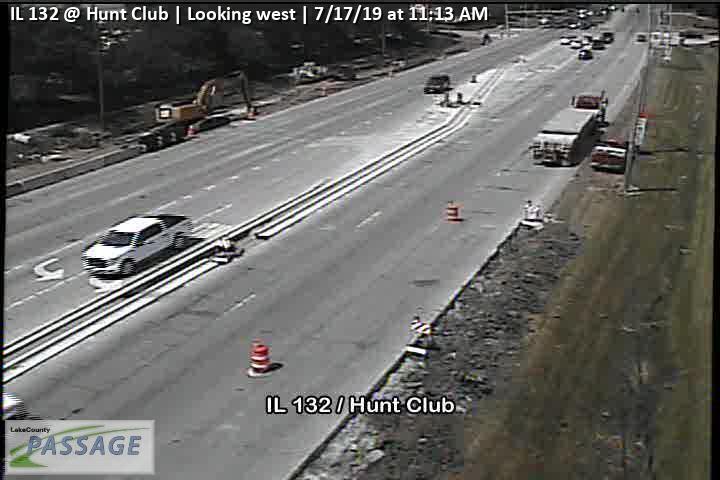 IL 132 @ Hunt Club | Looking west | 7/17/19 at 11:13 AM
IL 132 / Hunt Club
LakeCounty
PASSAGE